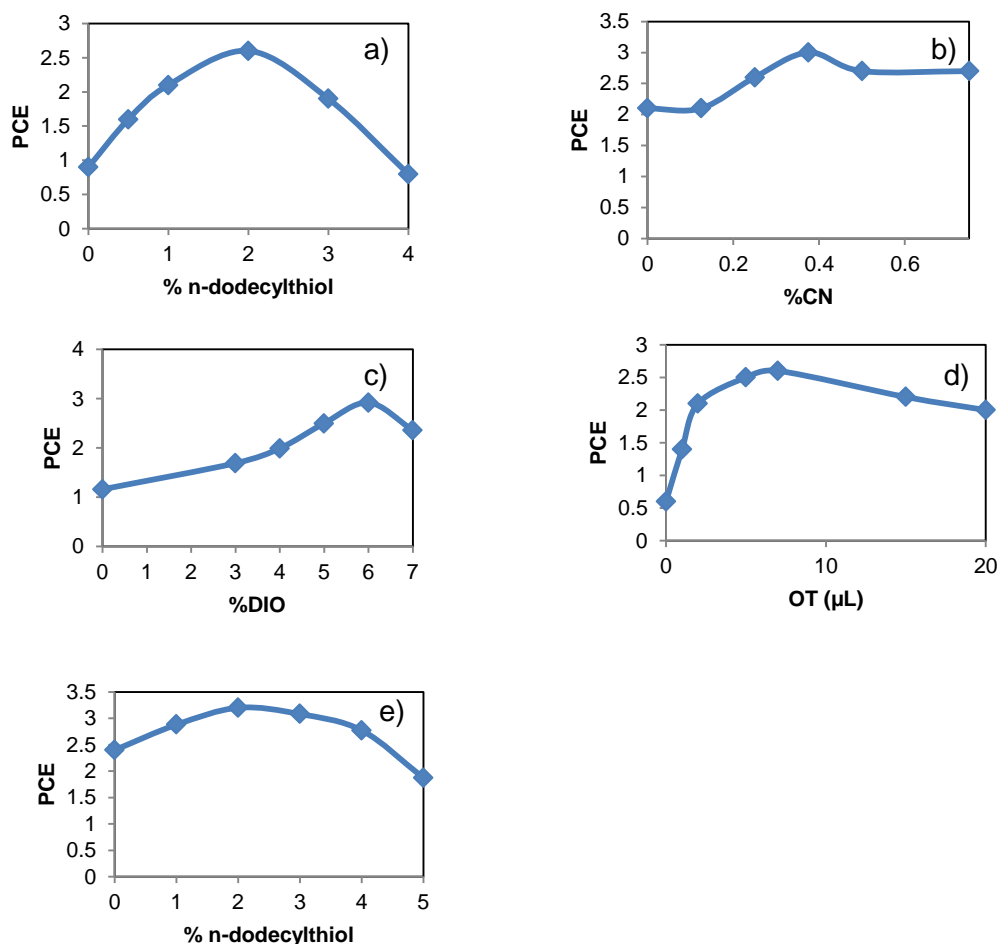 a)
3
2.5
2
1.5
1
0.5
0
PCE
0 1 2 3 4
% n-dodecylthiol
b)
3.5
3
2.5
2
1.5
1
0.5
0
PCE
0 0.2 0.4 0.6
%CN
c)
4
3
2
1
0
PCE
0 1 2 3 4 5 6 7
%DIO
d)
3
2.5
2
1.5
1
0.5
0
PCE
0 10 20
OT (µL)
e)
3.5
3
2.5
2
1.5
1
0.5
0
PCE
0 1 2 3 4 5
% n-dodecylthiol